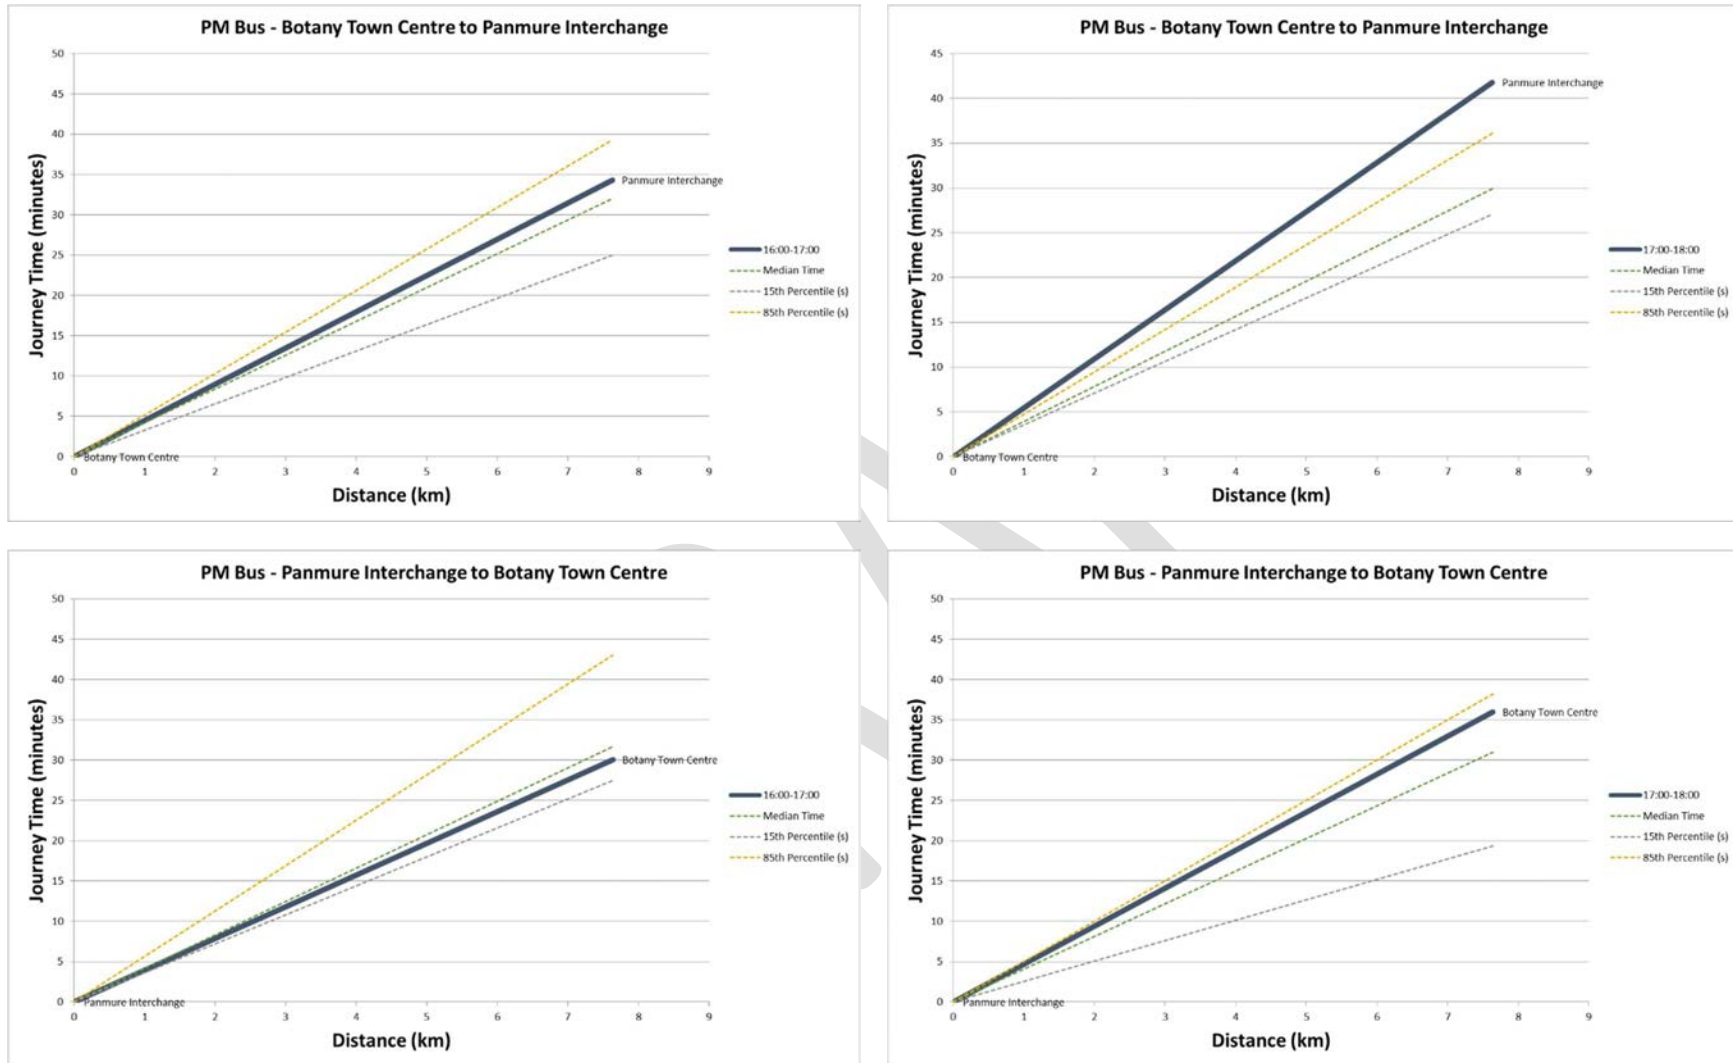 PM Bus - Botany Town Centre to Panmure Interchange
50
45
40
35
30
25
20
15
10
5
0
Journey Time (minutes)
Panmure Interchange
Botany Town Centre
0 1 2 3 4 5 6 7 8 9
Distance (km)
16:00-17:00
Median Time
15th Percentile (s)
85th Percentile (s)
PM Bus - Botany Town Centre to Panmure Interchange
45
40
35
30
25
20
15
10
5
0
Journey Time (minutes)
Panmure Interchange
Botany Town Centre
0 1 2 3 4 5 6 7 8 9
Distance (km)
17:00-18:00
Median Time
15th Percentile (s)
85th Percentile (s)
PM Bus - Panmure Interchange to Botany Town Centre
50
45
40
35
30
25
20
15
10
5
0
Journey Time (minutes)
Botany Town Centre
Panmure Interchange
0 1 2 3 4 5 6 7 8 9
Distance (km)
16:00-17:00
Median Time
15th Percentile (s)
85th Percentile (s)
PM Bus - Panmure Interchange to Botany Town Centre
50
45
40
35
30
25
20
15
10
5
0
Journey Time (minutes)
Botany Town Centre
Panmure Interchange
0 1 2 3 4 5 6 7 8 9
Distance (km)
17:00-18:00
Median Time
15th Percentile (s)
85th Percentile (s)